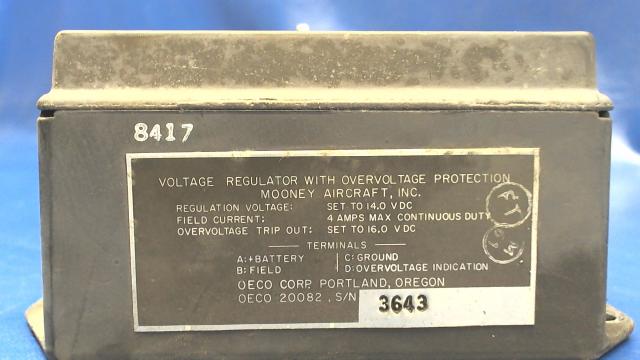 8417
VOLTAGE REGULATOR WITH OVERVOLTAGE PROTECTION
MOONEY AIRCRAFT, INC.
REGULATION VOLTAGE: SET TO 14.0 VDC
FIELD CURRENT: 4 AMPS MAX CONTINUOUS DUTY
OVERVOLTAGE TRIP OUT: SET TO 16.0 VDC
TERMINALS
A:+BATTERY C: GROUND
B: FIELD D: OVERVOLTAGE INDICATION
OECO CORP. PORTLAND, OREGON
OECO 20082, S/N 3643